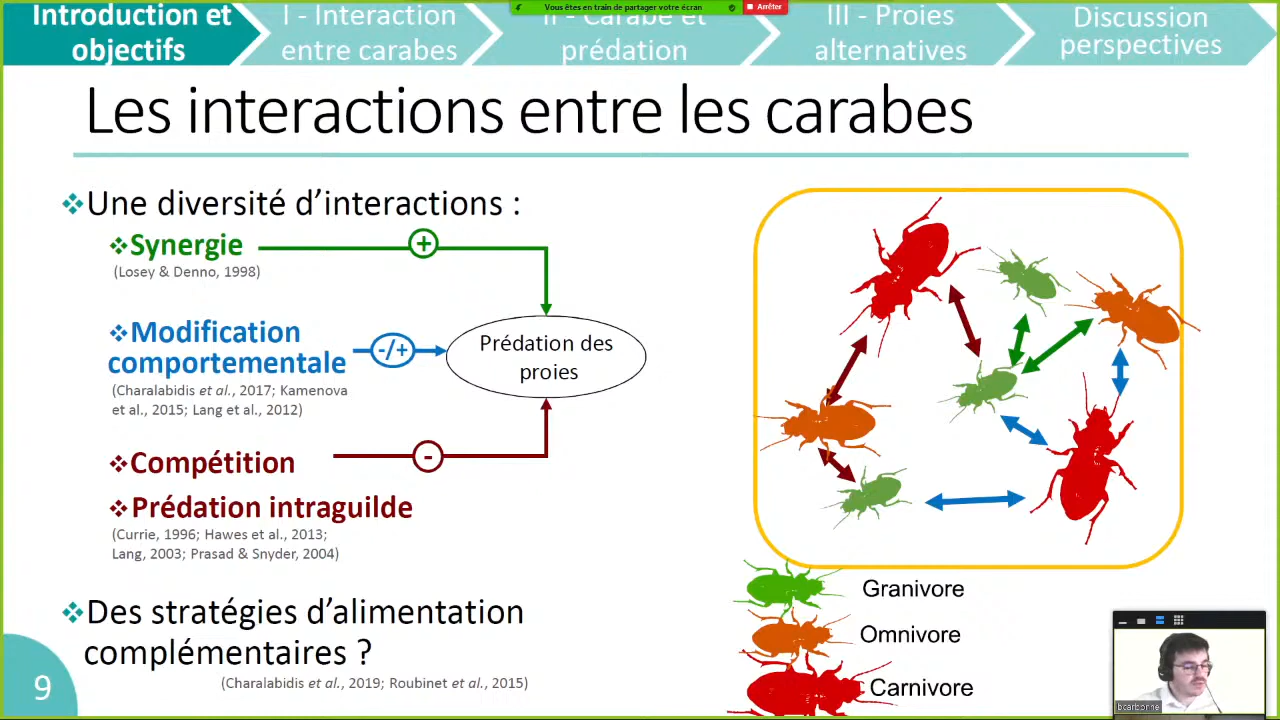 Introduction et
objectifs
I - Interaction
entre carabes
II - Carabe et
prédation
III - Proies
alternatives
Discussion
perspectives
Vous êtes en train de partager votre écran
Arrêter
Les interactions entre les carabes
Une diversité d’interactions :
Synergie
+
(Losey & Denno, 1998)
Modification
comportementale
-/+
(Charalabidis et al., 2017; Kamenova
et al., 2015; Lang et al., 2012)
Prédation des
proies
Compétition
-
Prédation intraguilde
(Currie, 1996; Hawes et al., 2013;
Lang, 2003; Prasad & Snyder, 2004)
Des stratégies d’alimentation
complémentaires ?
(Charalabidis et al., 2019; Roubinet et al., 2015)
Granivore
Omnivore
Carnivore
9
bcarbonne